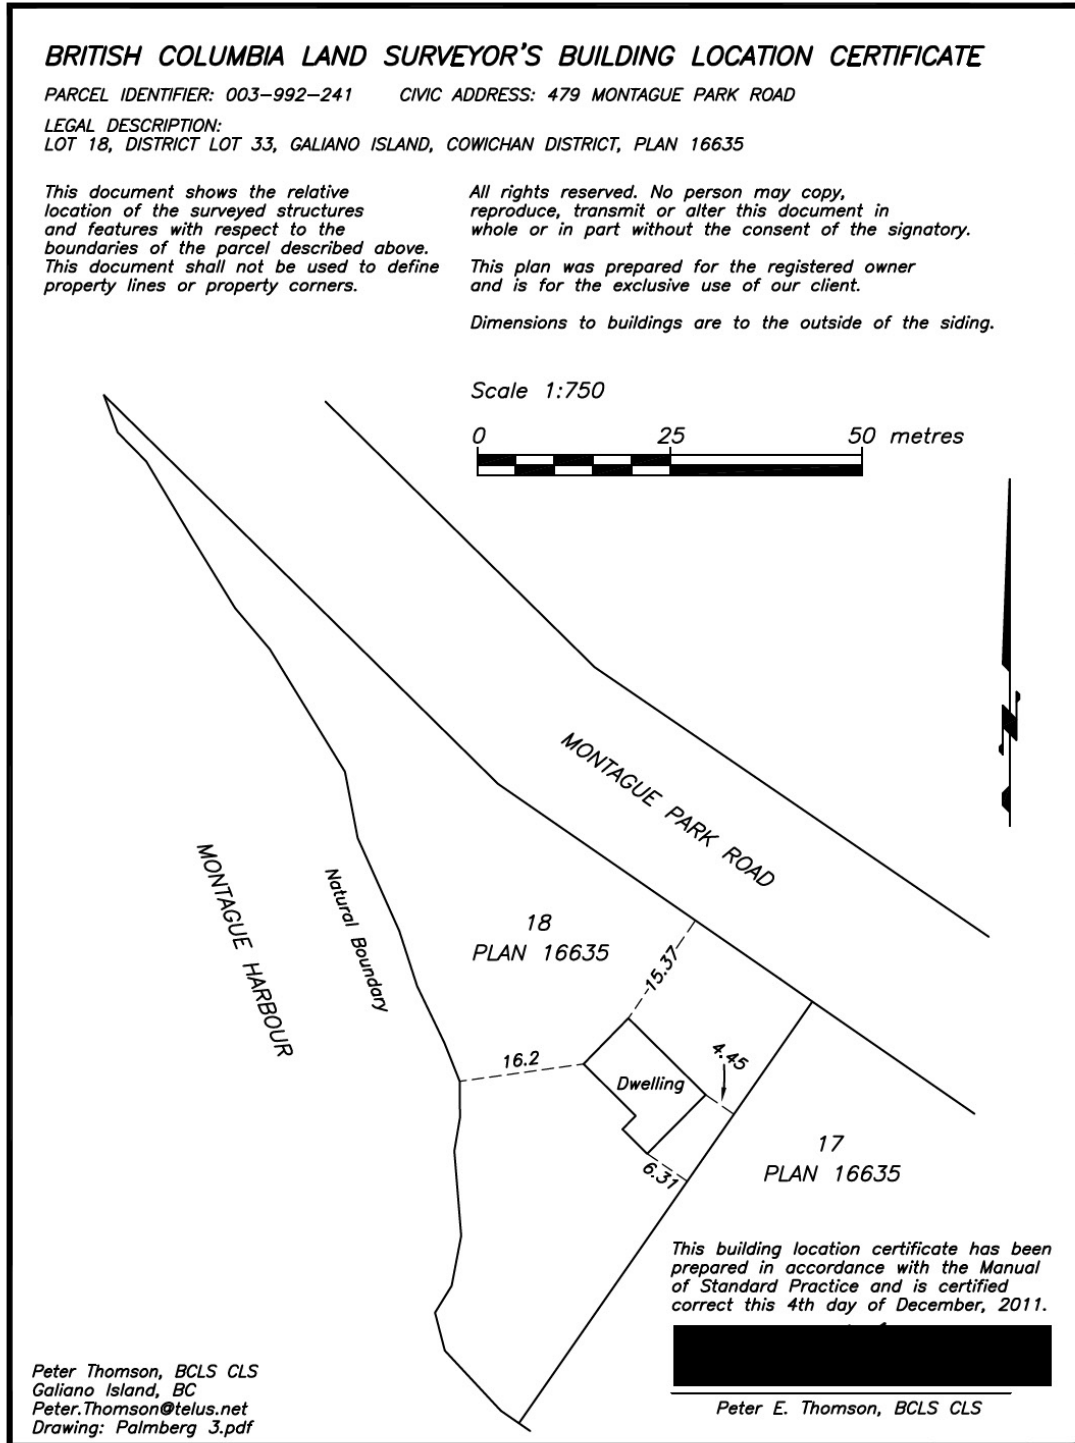 BRITISH COLUMBIA LAND SURVEYOR'S BUILDING LOCATION CERTIFICATE
PARCEL IDENTIFIER: 003-992-241 CIVIC ADDRESS: 479 MONTAGUE PARK ROAD
LEGAL DESCRIPTION:
LOT 18, DISTRICT LOT 33, GALIANO ISLAND, COWICHAN DISTRICT, PLAN 16635
This document shows the relative
location of the surveyed structures
and features with respect to the
boundaries of the parcel described above.
This document shall not be used to define
property lines or property corners.
All rights reserved. No person may copy,
reproduce, transmit or alter this document in
whole or in part without the consent of the signatory.
This plan was prepared for the registered owner
and is for the exclusive use of our client.
Dimensions to buildings are to the outside of the siding.
Scale 1:750
0 25 50 metres
N
MONTAGUE PARK ROAD
MONTAGUE HARBOUR
Natural Boundary
18
PLAN 16635
15.37
16.2
4.45
Dwelling
6.31
17
PLAN 16635
This building location certificate has been
prepared in accordance with the Manual
of Standard Practice and is certified
correct this 4th day of December, 2011.
Peter E. Thomson, BCLS CLS
Peter Thomson, BCLS CLS
Galiano Island, BC
Peter.Thomson@telus.net
Drawing: Palmberg 3.pdf